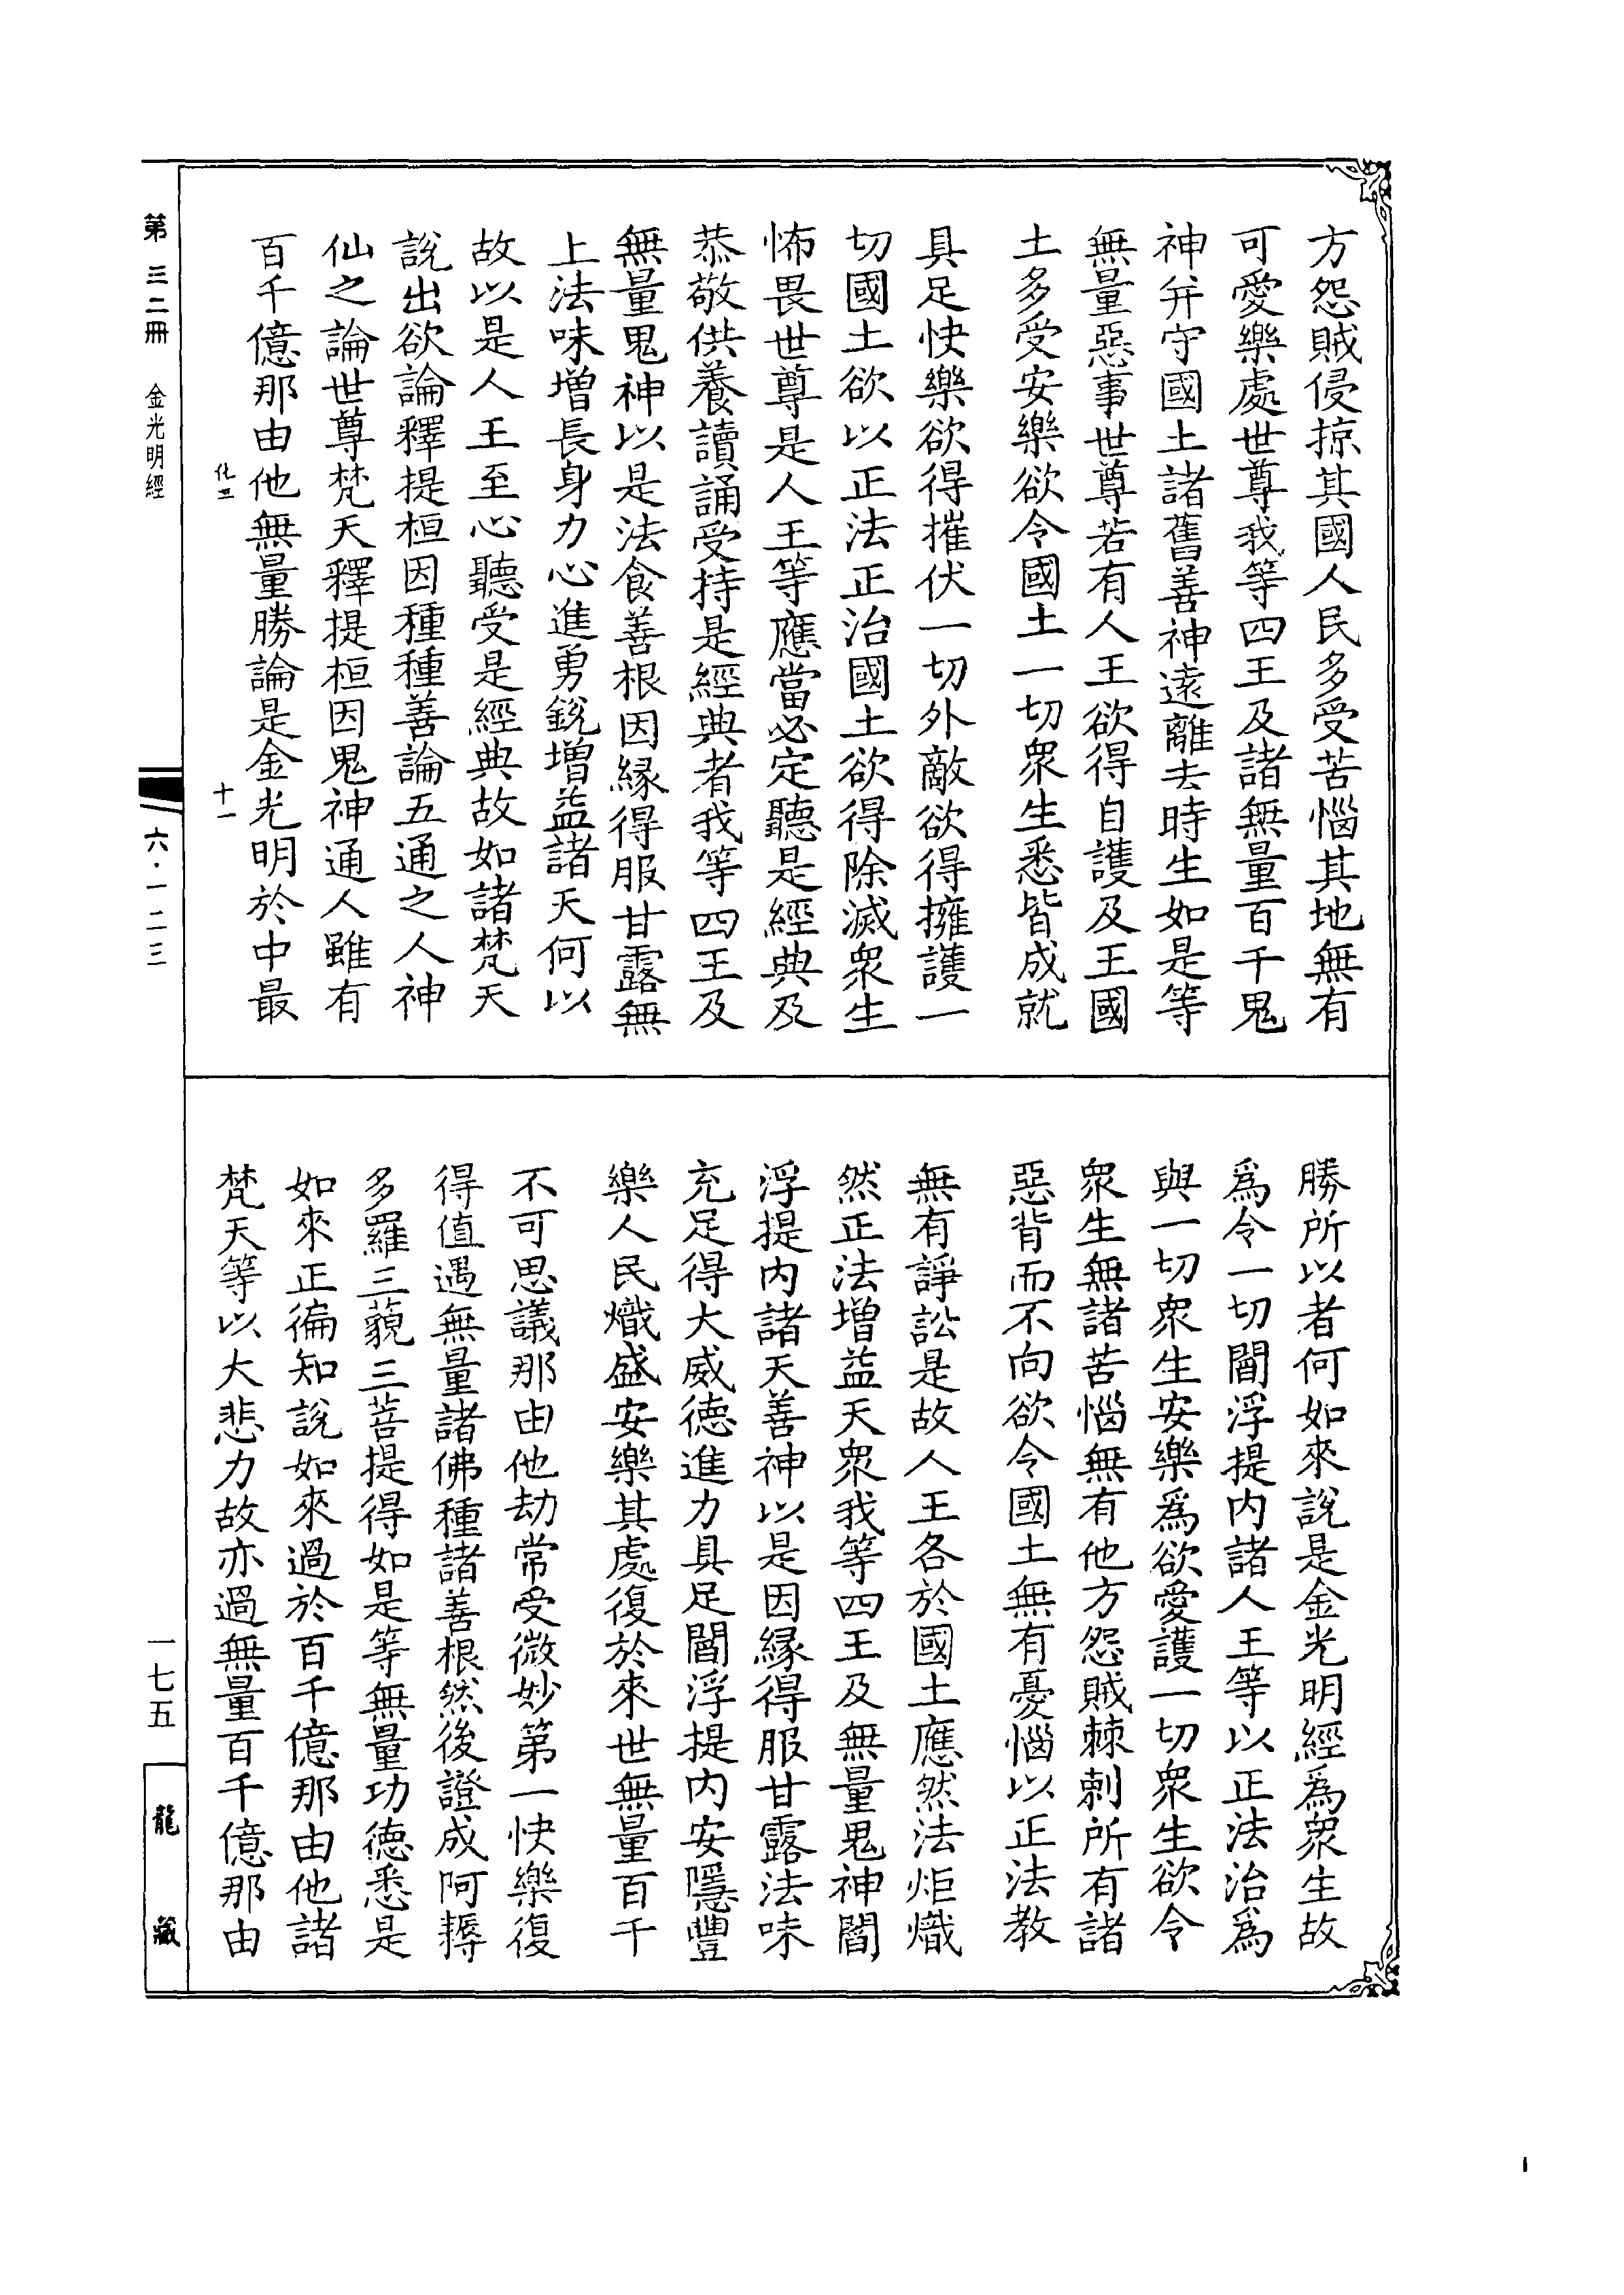 方怨賊侵掠其國人民多受苦惱其地無有
可愛樂處世尊我等四王及諸無量百千鬼
神并守國土諸舊善神遠離去時生如是等
無量惡事世尊若有人王欲得自護及王國
土多受安樂欲令國土一切眾生悉皆成就
具足快樂欲得摧伏一切外敵欲得擁護一
切國土欲以正法正治國土欲得除滅眾生
怖畏世尊是人王等應當必定聽是經典及
恭敬供養讀誦受持是經典者我等四王及
無量鬼神以是法食善根因緣得服甘露無
上法味增長身力心進勇銳增益諸天何以
故以是人王至心聽受是經典故如諸梵天
說出欲論釋提桓因種種善論五通之人神
仙之論世尊梵天釋提桓因鬼神通人雖有
百千億那由他無量勝論是金光明於中最
化三
十一
勝所以者何如來說是金光明經為眾生故
為令一切閻浮提內諸人王等以正法治為
與一切眾生安樂為欲愛護一切眾生欲令
眾生無諸苦惱無有他方怨賊棘刺所有諸
惡背而不向欲令國土無有憂惱以正法教
無有諍訟是故人王各於國土應然法炬熾
然正法增益天眾我等四王及無量鬼神閻
浮提內諸天善神以是因緣得服甘露法味
充足得大威德進力具足閻浮提內安隱豐
樂人民熾盛安樂其處復於來世無量百千
不可思議那由他劫常受微妙第一快樂復
得值遇無量諸佛種諸善根然後證成阿耨
多羅三藐三菩提得如是等無量功德悉是
如來正徧知說如來過於百千億那由他諸
梵天等以大悲力故亦過無量百千億那由
第三二冊 金光明經
六·一二三
一七五
龍藏